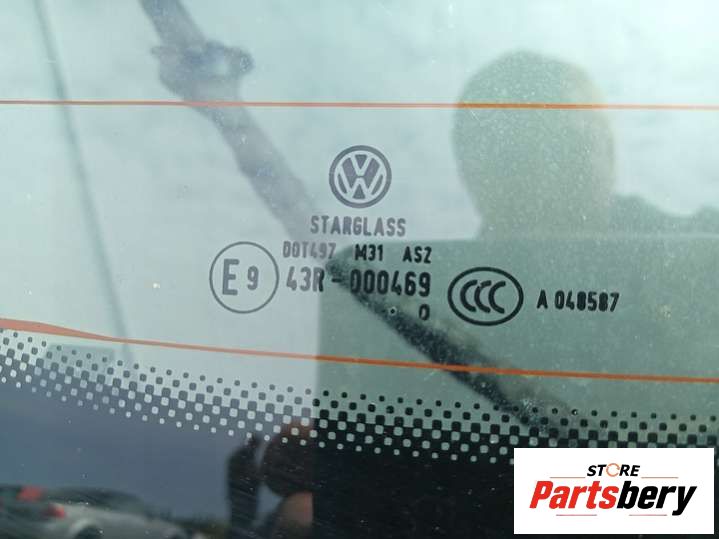 STARGLASS
DOT497 M31 AS2
E9 43R-000469
CCC A 048587
0
STORE
Partsbery